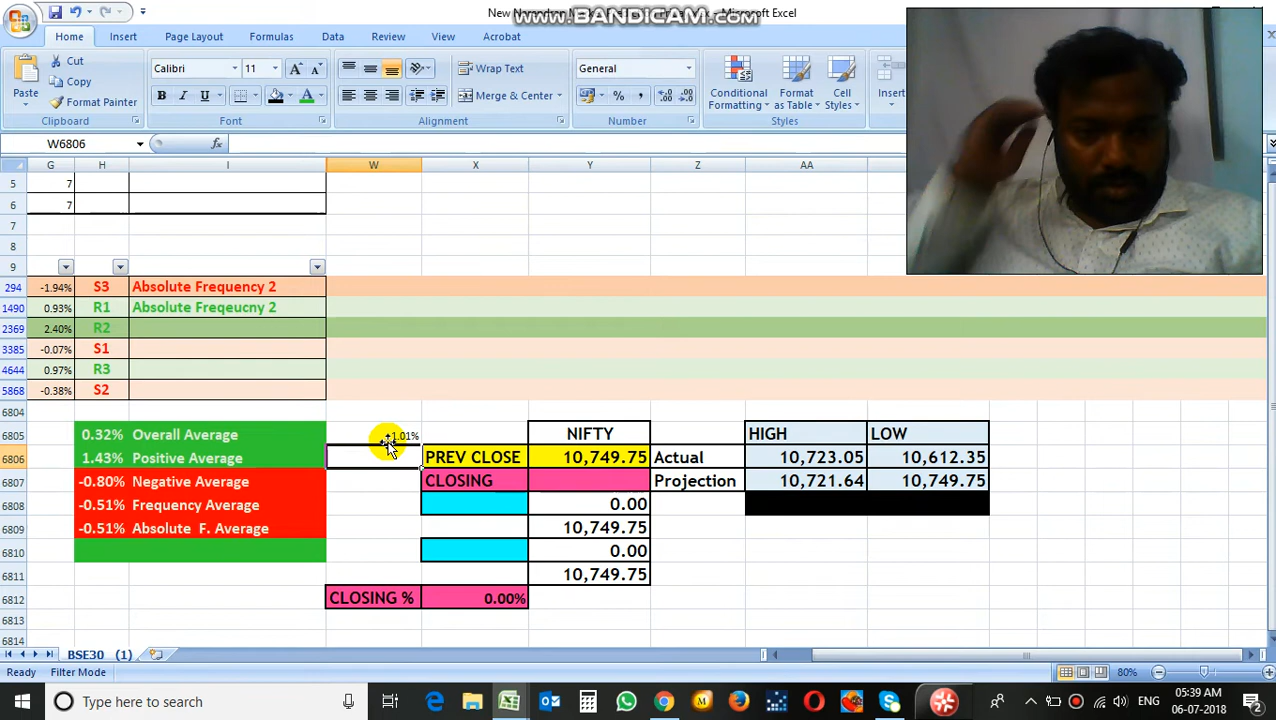 www.BANDICAM.com
New Narendran
Microsoft Excel
Home Insert Page Layout Formulas Data Review View Acrobat
Paste Cut Copy Format Painter
Calibri 11
Wrap Text
Merge & Center
General
Conditional Formatting
Format as Table
Cell Styles
Insert
Clipboard Font Alignment Number Styles
W6806 fx
G H I W X Y Z AA
5 7
6 7
7
8
9
294 -1.94% S3 Absolute Frequency 2
1490 0.93% R1 Absolute Freqeucny 2
2369 2.40% R2
3385 -0.07% S1
4644 0.97% R3
5868 -0.38% S2
6804
6805 0.32% Overall Average 1.01% NIFTY HIGH LOW
6806 1.43% Positive Average PREV CLOSE 10,749.75 Actual 10,723.05 10,612.35
6807 -0.80% Negative Average CLOSING Projection 10,721.64 10,749.75
6808 -0.51% Frequency Average 0.00
6809 -0.51% Absolute F. Average 10,749.75
6810 0.00
6811 10,749.75
6812 CLOSING % 0.00%
6813
6814
BSE30 (1)
Ready Filter Mode 80%
Type here to search
ENG
05:39 AM
06-07-2018
2